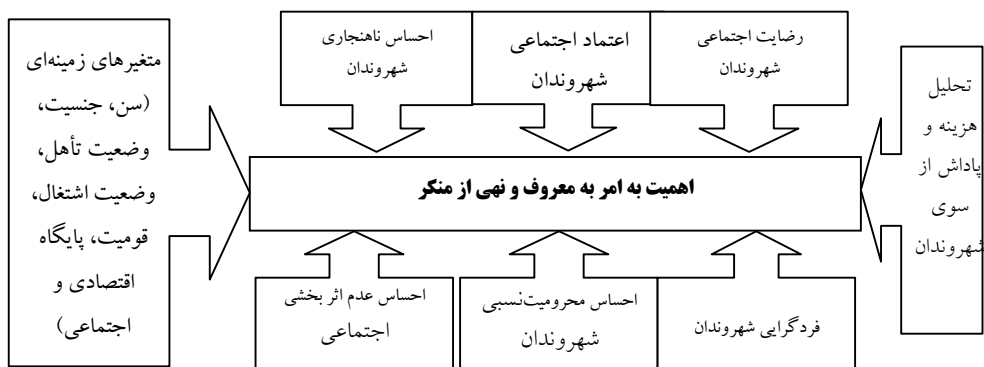 رضایت اجتماعی
شهروندان
اعتماد اجتماعی
شهروندان
احساس ناهنجاری
شهروندان
تحلیل
هزینه و
پاداش از
سوی
شهروندان
اهمیت به امر به معروف و نهی از منکر
متغیرهای زمینه‌ای
(سن، جنسیت،
وضعیت تأهل،
وضعیت اشتغال،
قومیت، پایگاه
اقتصادی و
اجتماعی)
فردگرایی شهروندان
احساس محرومیت‌نسبی
شهروندان
احساس عدم اثر بخشی
اجتماعی